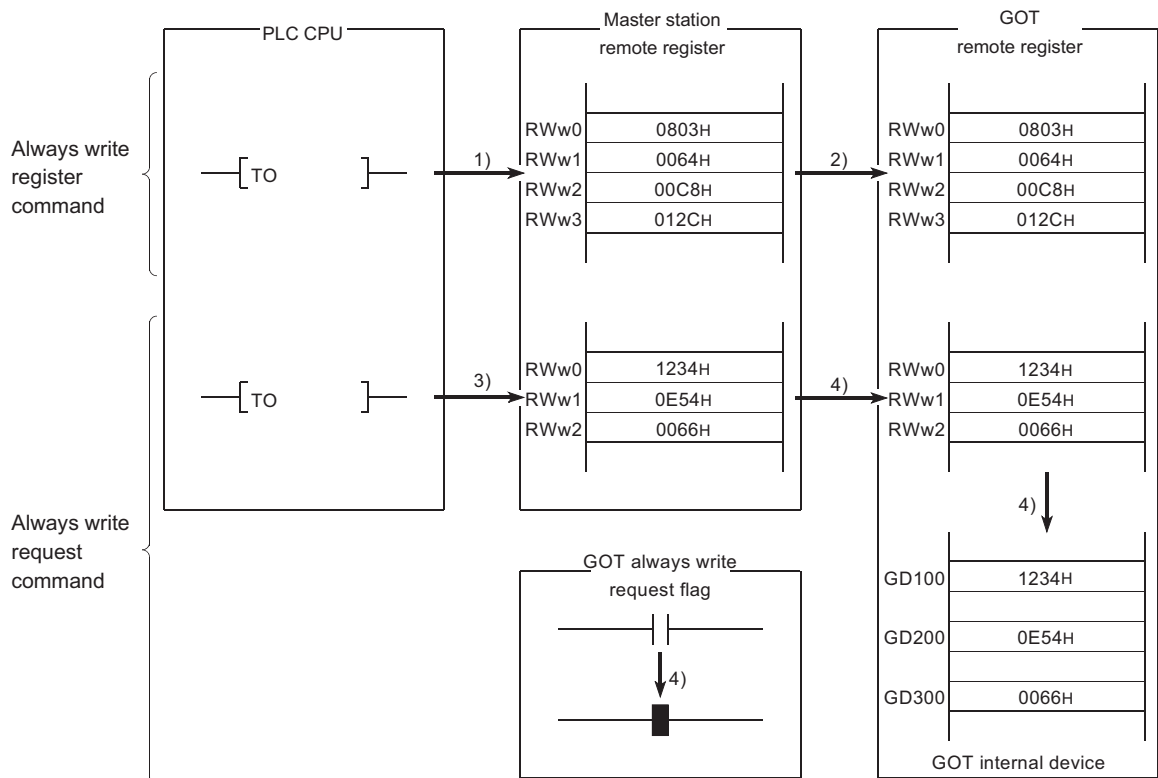 PLC CPU
Master station
remote register
GOT
remote register
Always write
register
command
TO
1)
RWw0 0803H
RWw1 0064H
RWw2 00C8H
RWw3 012CH
2)
RWw0 0803H
RWw1 0064H
RWw2 00C8H
RWw3 012CH
Always write
request
command
TO
3)
RWw0 1234H
RWw1 0E54H
RWw2 0066H
4)
RWw0 1234H
RWw1 0E54H
RWw2 0066H
4)
GOT always write
request flag
4)
GD100 1234H
GD200 0E54H
GD300 0066H
GOT internal device